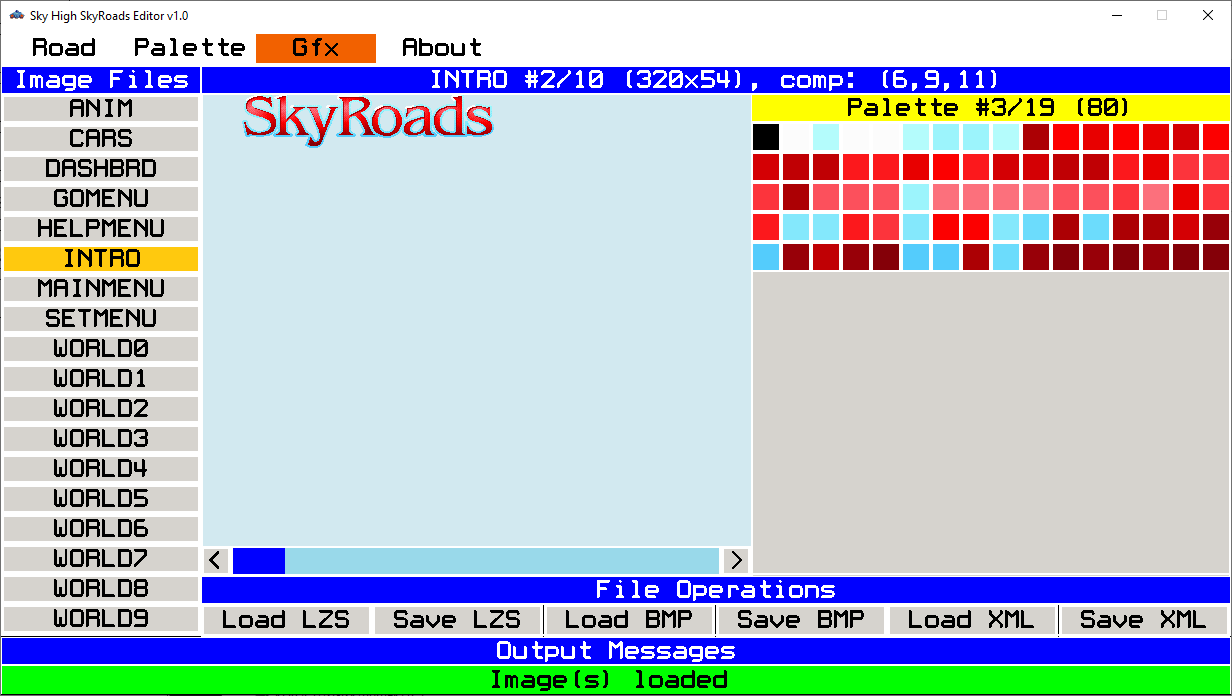 Sky High SkyRoads Editor v1.0
Road Palette Gfx About
Image Files
INTRO #2/10 (320x54), comp: (6,9,11)
ANIM
CARS
DASHBRD
GOMENU
HELPMENU
INTRO
MAINMENU
SETMENU
WORLD0
WORLD1
WORLD2
WORLD3
WORLD4
WORLD5
WORLD6
WORLD7
WORLD8
WORLD9
SkyRoads
Palette #3/19 (80)
< >
File Operations
Load LZS Save LZS Load BMP Save BMP Load XML Save XML
Output Messages
Image(s) loaded